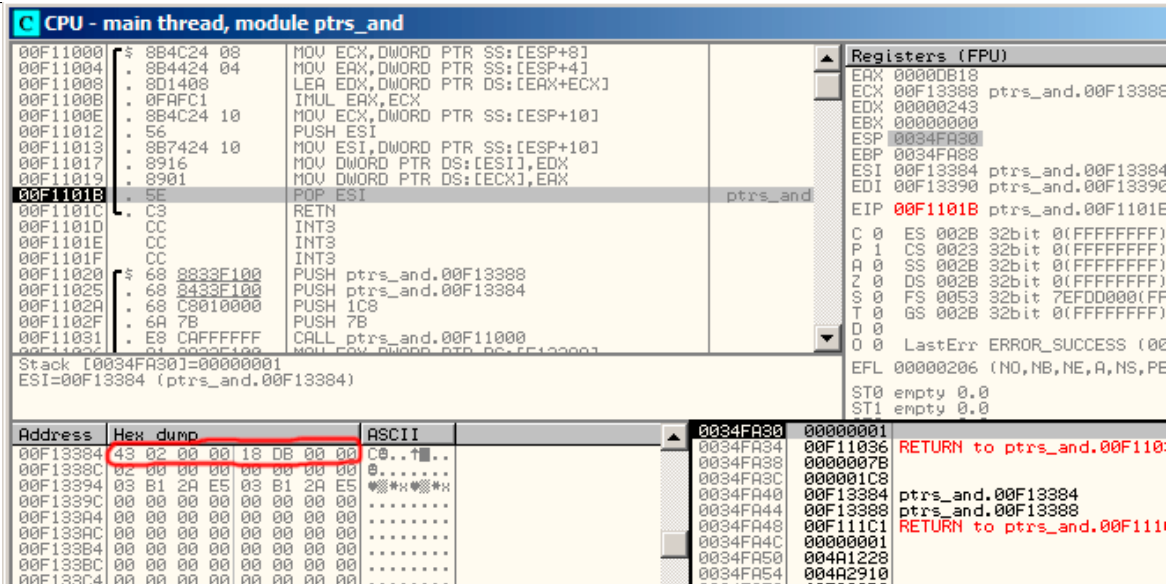 C CPU - main thread, module ptrs_and
00F11000 $ 8B4C24 08 MOV ECX,DWORD PTR SS:[ESP+8]
00F11004 . 8B4424 04 MOV EAX,DWORD PTR SS:[ESP+4]
00F11008 . 8D1408 LEA EDX,DWORD PTR DS:[EAX+ECX]
00F1100B . 0FAFC1 IMUL EAX,ECX
00F1100E . 8B4C24 10 MOV ECX,DWORD PTR SS:[ESP+10]
00F11012 . 56 PUSH ESI
00F11013 . 8B7424 10 MOV ESI,DWORD PTR SS:[ESP+10]
00F11017 . 8916 MOV DWORD PTR DS:[ESI],EDX
00F11019 . 8901 MOV DWORD PTR DS:[ECX],EAX
00F1101B . 5E POP ESI ptrs_and
00F1101C . C3 RETN
00F1101D CC INT3
00F1101E CC INT3
00F1101F CC INT3
00F11020 $ 68 8833F100 PUSH ptrs_and.00F13388
00F11025 . 68 8433F100 PUSH ptrs_and.00F13384
00F1102A . 68 C8010000 PUSH 1C8
00F1102F . 6A 7B PUSH 7B
00F11031 . E8 CAFFFFFF CALL ptrs_and.00F11000
Stack [0034FA30]=00000001
ESI=00F13384 (ptrs_and.00F13384)
Registers (FPU)
EAX 0000DB18
ECX 00F13388 ptrs_and.00F13388
EDX 00000243
EBX 00000000
ESP 0034FA30
EBP 0034FA88
ESI 00F13384 ptrs_and.00F13384
EDI 00F13390 ptrs_and.00F13390
EIP 00F1101B ptrs_and.00F1101B
C 0 ES 002B 32bit 0(FFFFFFFF)
P 1 CS 0023 32bit 0(FFFFFFFF)
A 0 SS 002B 32bit 0(FFFFFFFF)
Z 0 DS 002B 32bit 0(FFFFFFFF)
S 0 FS 0053 32bit 7EFDD000(FF
T 0 GS 002B 32bit 0(FFFFFFFF)
D 0
O 0 LastErr ERROR_SUCCESS (00
EFL 00000206 (NO,NB,NE,A,NS,PE
ST0 empty 0.0
ST1 empty 0.0
Address Hex dump ASCII
00F13384 43 02 00 00 18 DB 00 00 C☻..↑█..
00F1338C 02 00 00 00 00 00 00 00 ☻.......
00F13394 03 B1 2A E5 03 B1 2A E5 ♥▒*х♥▒*х
00F1339C 00 00 00 00 00 00 00 00 ........
00F133A4 00 00 00 00 00 00 00 00 ........
00F133AC 00 00 00 00 00 00 00 00 ........
00F133B4 00 00 00 00 00 00 00 00 ........
00F133BC 00 00 00 00 00 00 00 00 ........
00F133C4 00 00 00 00 00 00 00 00 ........
0034FA30 00000001
0034FA34 00F11036 RETURN to ptrs_and.00F1103
0034FA38 0000007B
0034FA3C 000001C8
0034FA40 00F13384 ptrs_and.00F13384
0034FA44 00F13388 ptrs_and.00F13388
0034FA48 00F111C1 RETURN to ptrs_and.00F111
0034FA4C 00000001
0034FA50 004A1228
0034FA54 004A2910